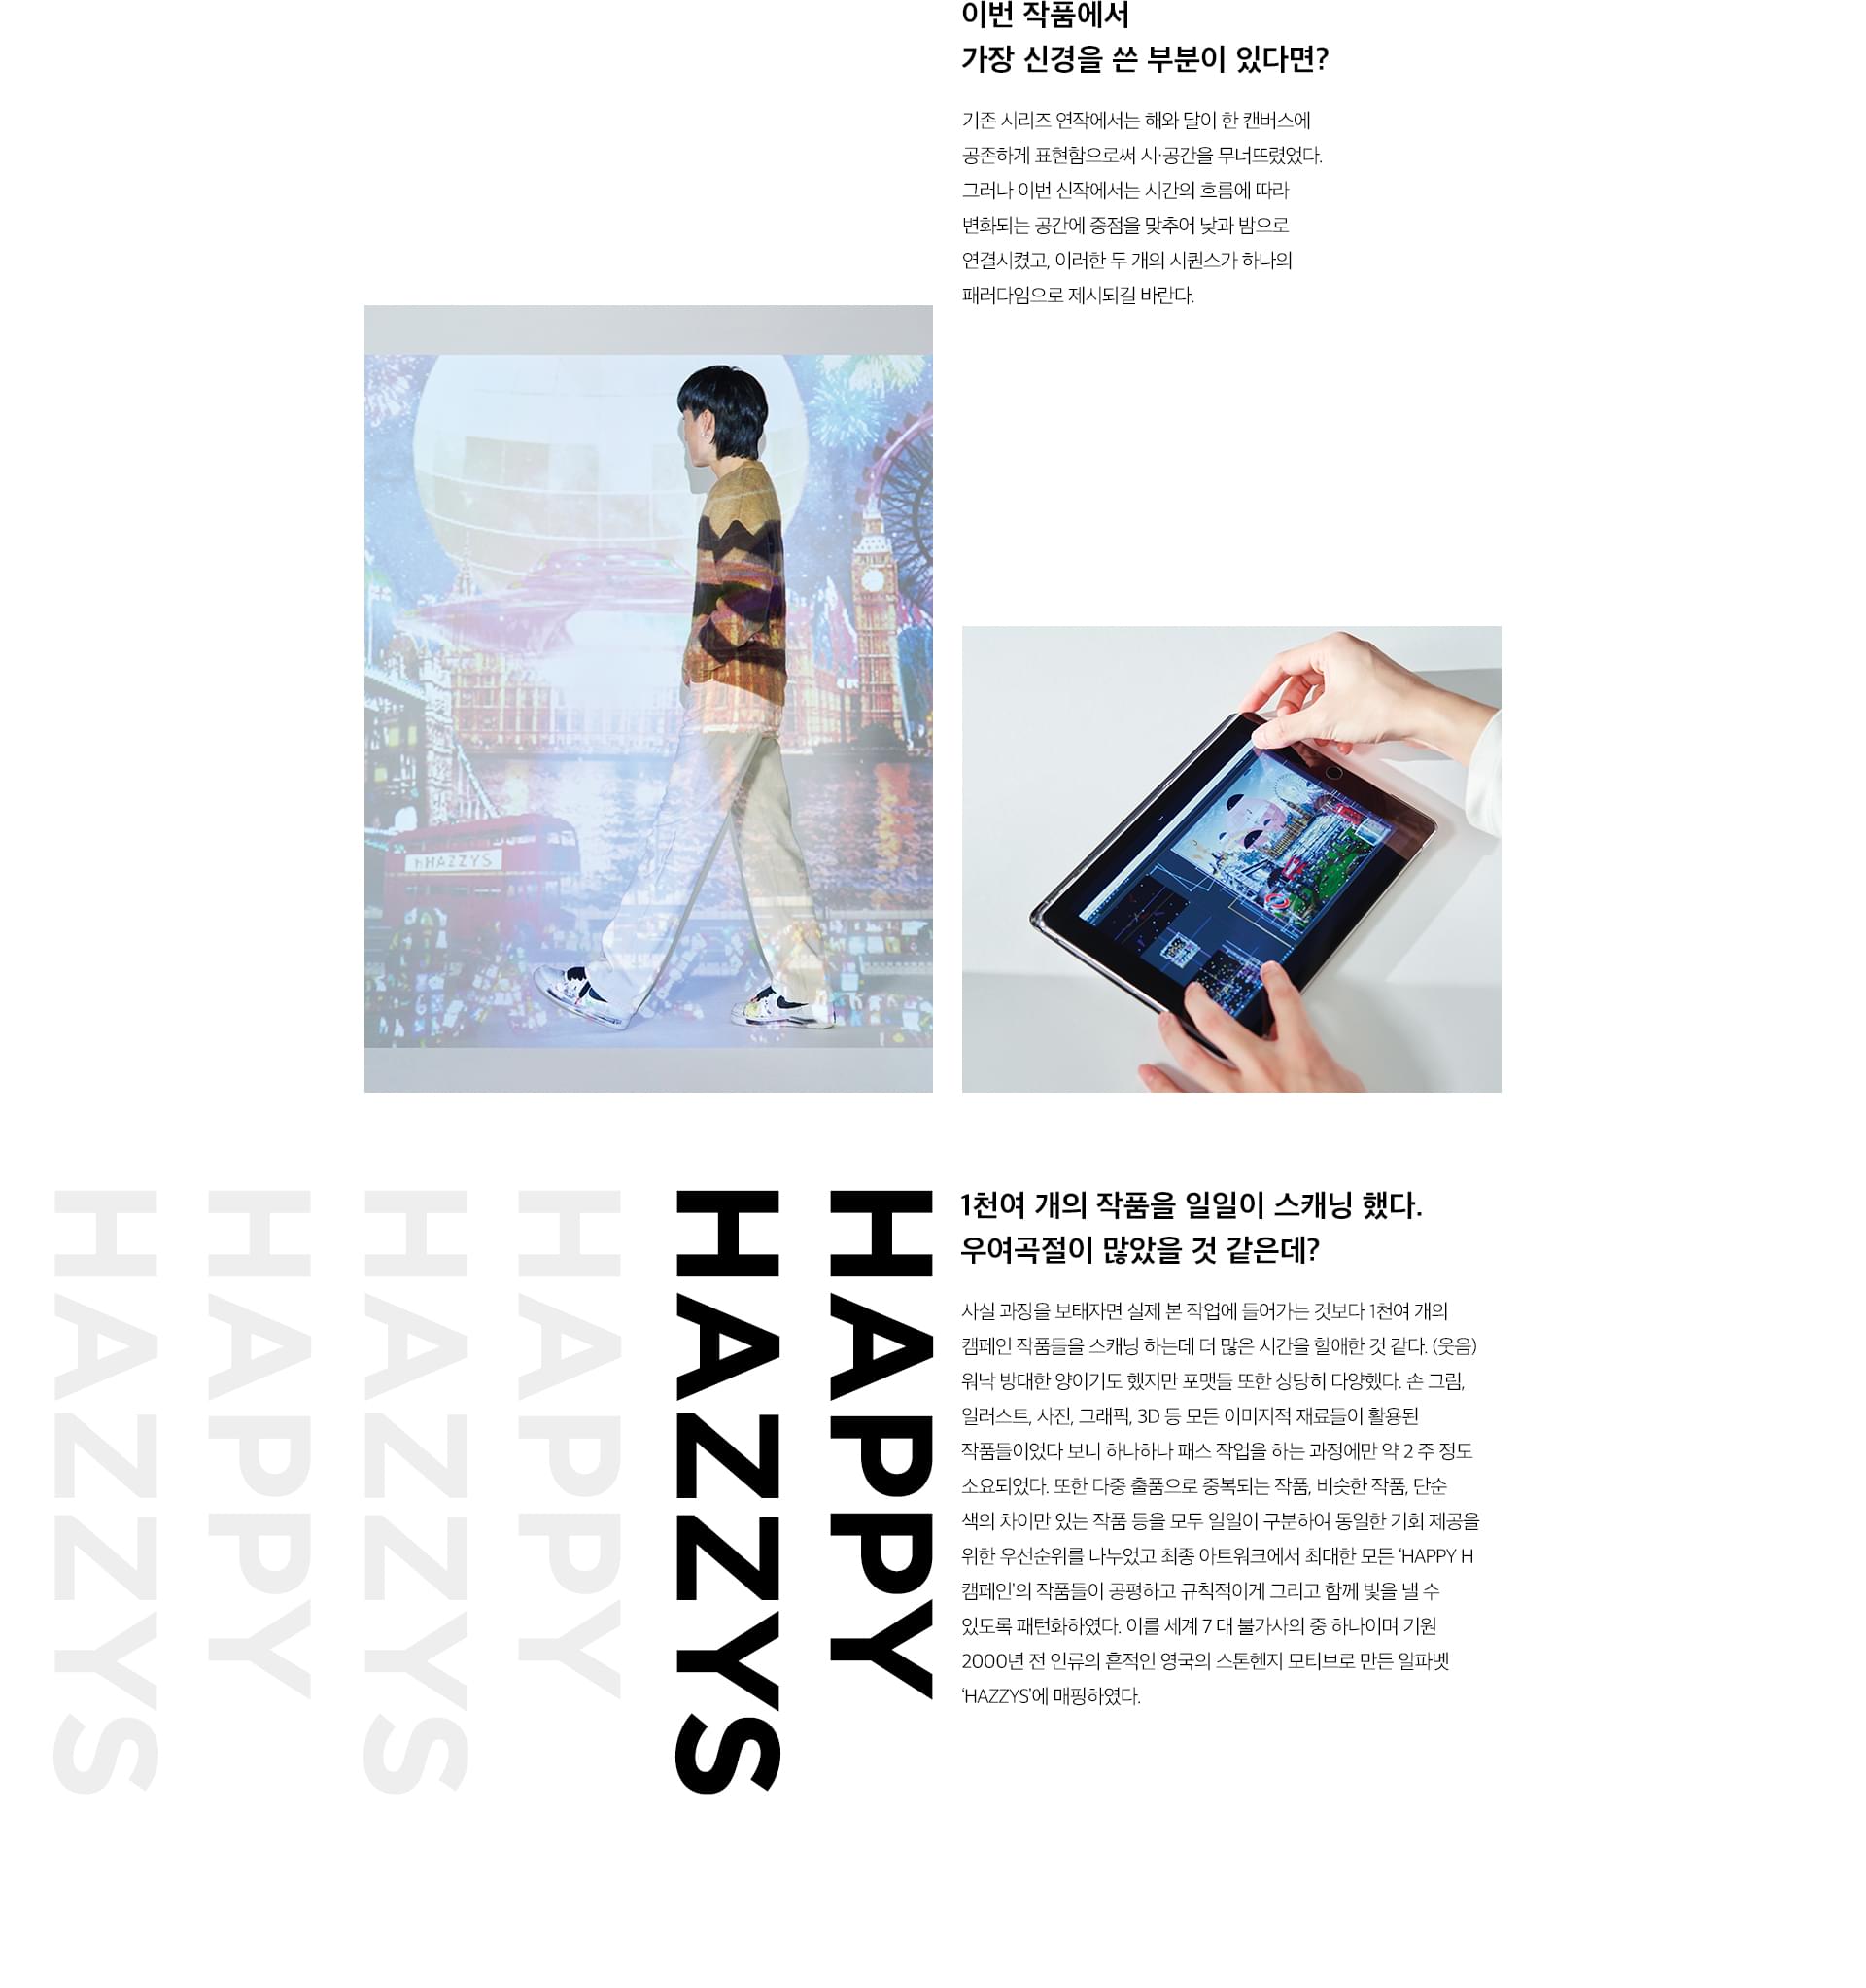 이번 작품에서
가장 신경을 쓴 부분이 있다면?
기존 시리즈 연작에서는 해와 달이 한 캔버스에
공존하게 표현함으로써 시·공간을 무너뜨렸었다.
그러나 이번 신작에서는 시간의 흐름에 따라
변화되는 공간에 중점을 맞추어 낮과 밤으로
연결시켰고, 이러한 두 개의 시퀀스가 하나의
패러다임으로 제시되길 바란다.
HAZZYS
HAPPY
HAZZYS
HAPPY
HAZZYS
HAPPY
HAZZYS
1천여 개의 작품을 일일이 스캐닝 했다.
우여곡절이 많았을 것 같은데?
사실 과장을 보태자면 실제 본 작업에 들어가는 것보다 1천여 개의
캠페인 작품들을 스캐닝 하는데 더 많은 시간을 할애한 것 같다. (웃음)
워낙 방대한 양이기도 했지만 포맷들 또한 상당히 다양했다. 손 그림,
일러스트, 사진, 그래픽, 3D 등 모든 이미지적 재료들이 활용된
작품들이었다 보니 하나하나 패스 작업을 하는 과정에만 약 2 주 정도
소요되었다. 또한 다중 출품으로 중복되는 작품, 비슷한 작품, 단순
색의 차이만 있는 작품 등을 모두 일일이 구분하여 동일한 기회 제공을
위한 우선순위를 나누었고 최종 아트워크에서 최대한 모든 ‘HAPPY H
캠페인’의 작품들이 공평하고 규칙적이게 그리고 함께 빛을 낼 수
있도록 패턴화하였다. 이를 세계 7 대 불가사의 중 하나이며 기원
2000년 전 인류의 흔적인 영국의 스톤헨지 모티브로 만든 알파벳
‘HAZZYS’에 매핑하였다.